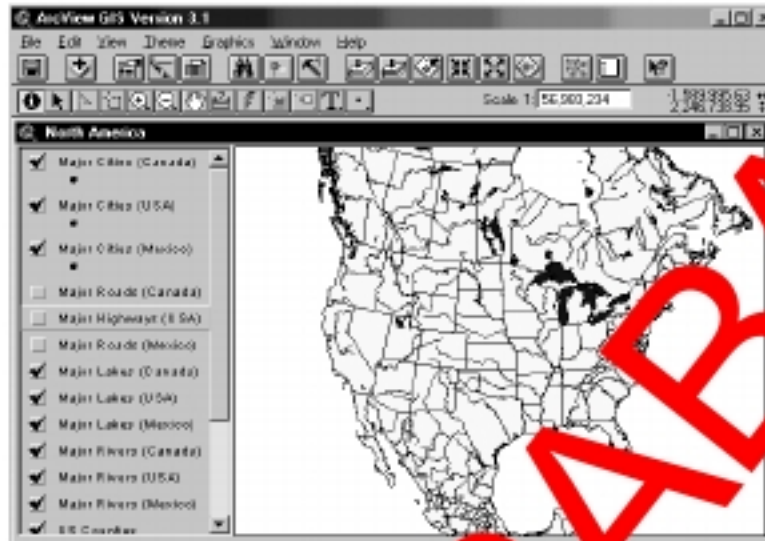 ArcView GIS Version 3.1
File Edit View Theme Graphics Window Help
Scale 1: 56,903,234
North America
Major Cities (Canada)
Major Cities (USA)
Major Cities (Mexico)
Major Roads (Canada)
Major Highways (USA)
Major Roads (Mexico)
Major Lakes (Canada)
Major Lakes (USA)
Major Lakes (Mexico)
Major Rivers (Canada)
Major Rivers (USA)
Major Rivers (Mexico)
US Counties